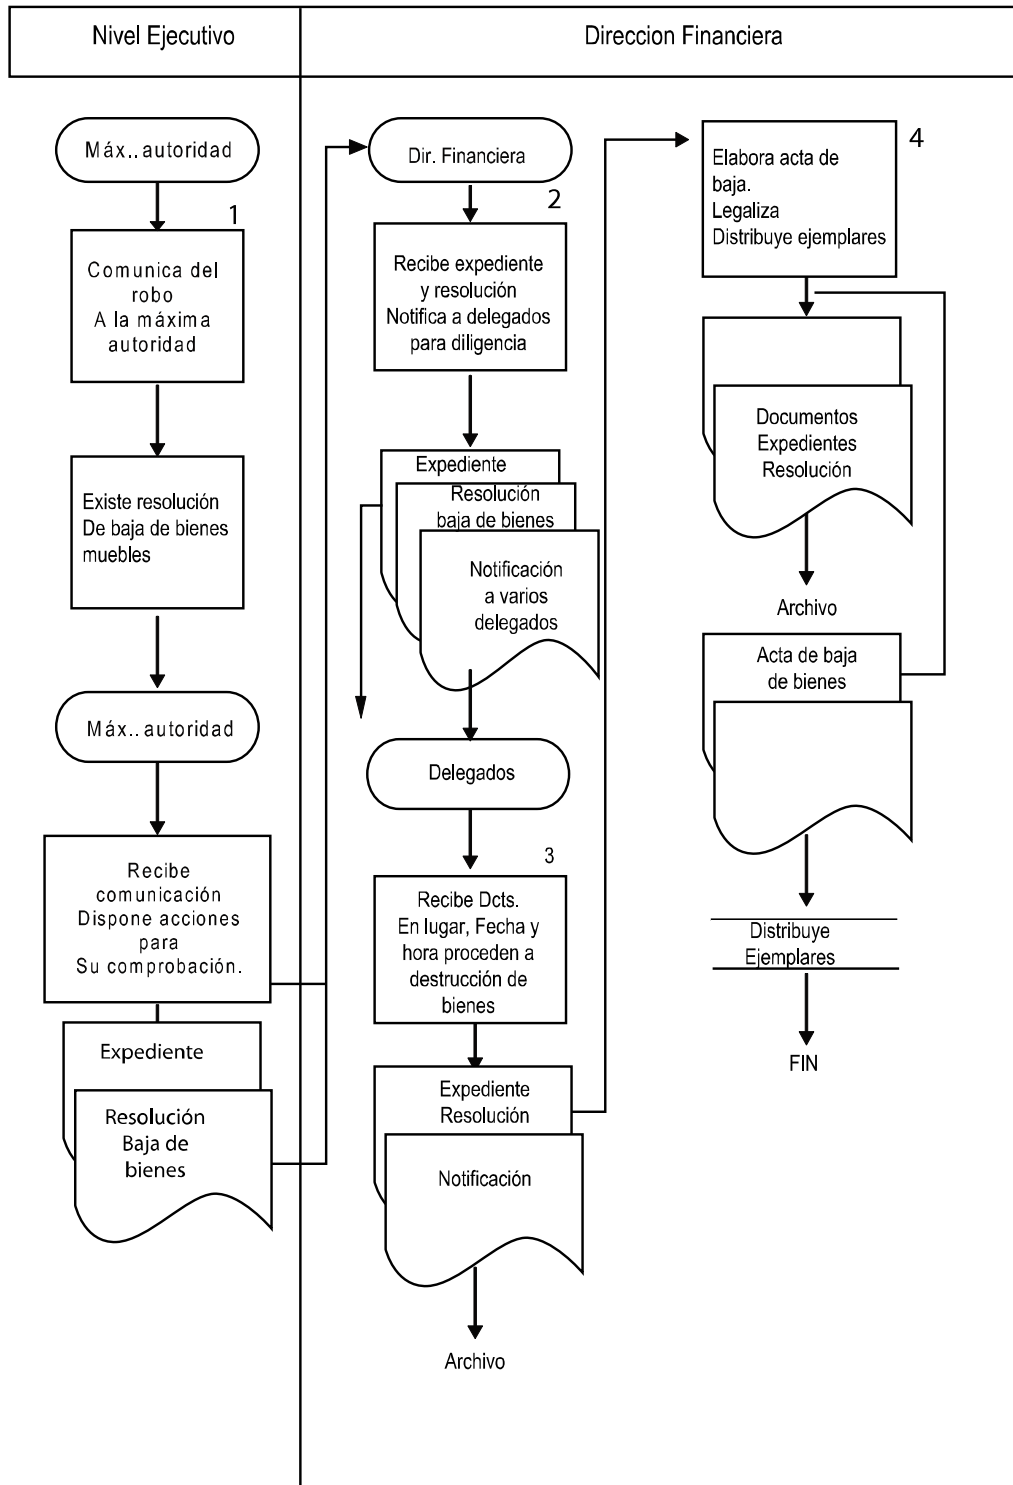 Nivel Ejecutivo
Direccion Financiera
Máx.. autoridad
1
Comunica del
robo
A la máxima
autoridad
Existe resolución
De baja de bienes
muebles
Máx.. autoridad
Recibe
comunicación
Dispone acciones
para
Su comprobación.
Expediente
Resolución
Baja de
bienes
Dir. Financiera
2
Recibe expediente
y resolución
Notifica a delegados
para diligencia
Expediente
Resolución
baja de bienes
Notificación
a varios
delegados
Delegados
3
Recibe Dcts.
En lugar, Fecha y
hora proceden a
destrucción de
bienes
Expediente
Resolución
Notificación
Archivo
4
Elabora acta de
baja.
Legaliza
Distribuye ejemplares
Documentos
Expedientes
Resolución
Archivo
Acta de baja
de bienes
Distribuye
Ejemplares
FIN